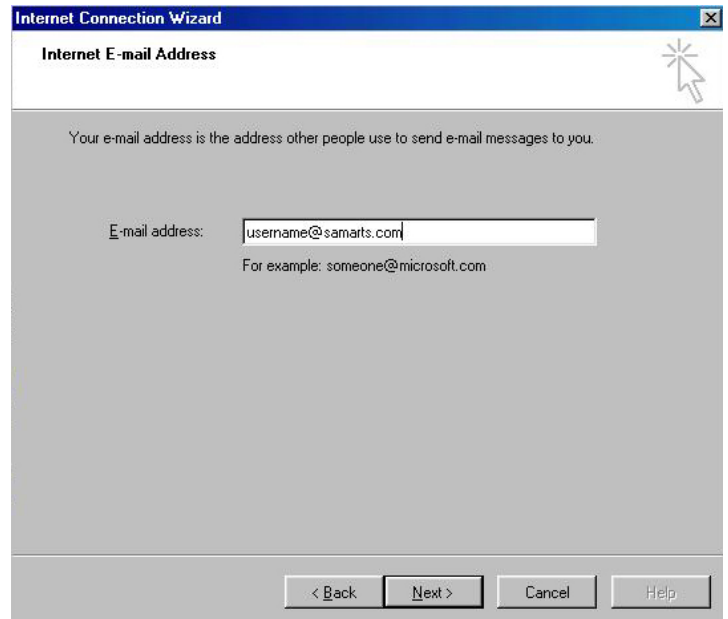 Internet Connection Wizard
Internet E-mail Address
Your e-mail address is the address other people use to send e-mail messages to you.
E-mail address: username@samarts.com
For example: someone@microsoft.com
< Back Next > Cancel Help